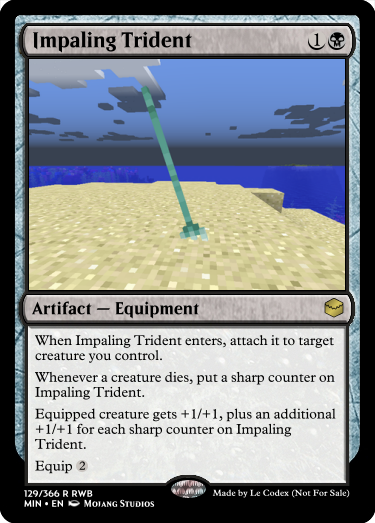 Impaling Trident 1
Artifact — Equipment
When Impaling Trident enters, attach it to target
creature you control.
Whenever a creature dies, put a sharp counter on
Impaling Trident.
Equipped creature gets +1/+1, plus an additional
+1/+1 for each sharp counter on Impaling
Trident.
Equip 2
129/366 R RWB
MIN • EN Mojang Studios
Made by Le Codex (Not For Sale)